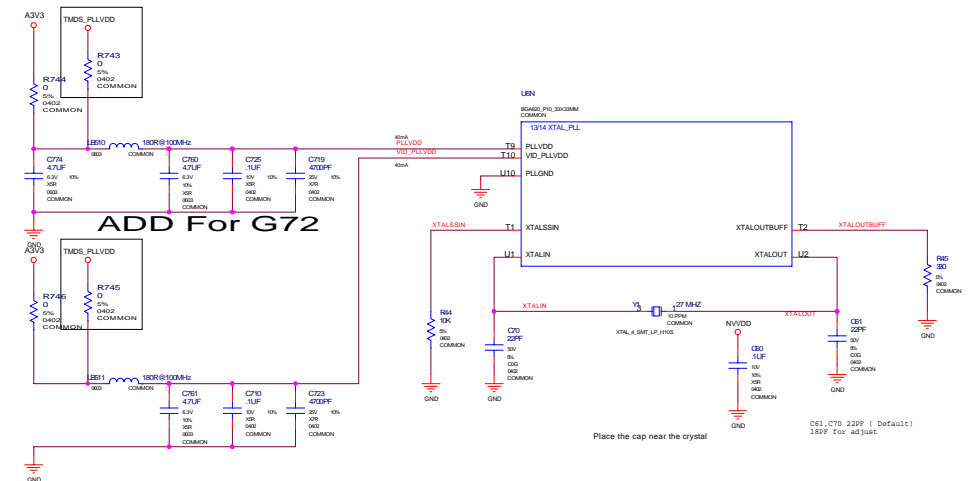 A3V3
TMDS_PLLVDD
R743
0
5%
0402
COMMON
R744
0
5%
0402
COMMON
LB510
0603
180R@100MHz
COMMON
C774
4.7UF
6.3V 10%
X5R
0603
COMMON
C760
4.7UF
6.3V
10%
X5R
0603
COMMON
C725
.1UF
10V 10%
X5R
0402
COMMON
C719
4700PF
25V 10%
X7R
0402
COMMON
40mA
PLLVDD
VID_PLLVDD
40mA
GND
ADD For G72
A3V3
TMDS_PLLVDD
R745
0
5%
0402
COMMON
R746
0
5%
0402
COMMON
LB511
0603
180R@100MHz
COMMON
C761
4.7UF
6.3V
10%
X5R
0603
COMMON
C710
.1UF
10V 10%
X5R
0402
COMMON
C723
4700PF
25V 10%
X7R
0402
COMMON
GND
U6N
BGA820_P10_33X33MM
COMMON
13/14 XTAL_PLL
T9 PLLVDD
T10 VID_PLLVDD
U10 PLLGND
GND
XTALSSIN T1 XTALSSIN
XTALOUTBUFF T2 XTALOUTBUFF
U1 XTALIN
XTALOUT U2
R44
10K
5%
0402
COMMON
GND
XTALIN
C70
22PF
50V
5%
C0G
0402
COMMON
GND
Y1
3
1
27 MHZ
10 PPM
COMMON
XTAL_4_SMT_LP_H10S
XTALOUT
NVVDD
C60
.1UF
10V
10%
X5R
0402
COMMON
GND
C61
22PF
50V
5%
C0G
0402
COMMON
GND
R45
330
5%
0402
COMMON
GND
Place the cap near the crystal
C61,C70 22PF ( Default)
18PF for adjust